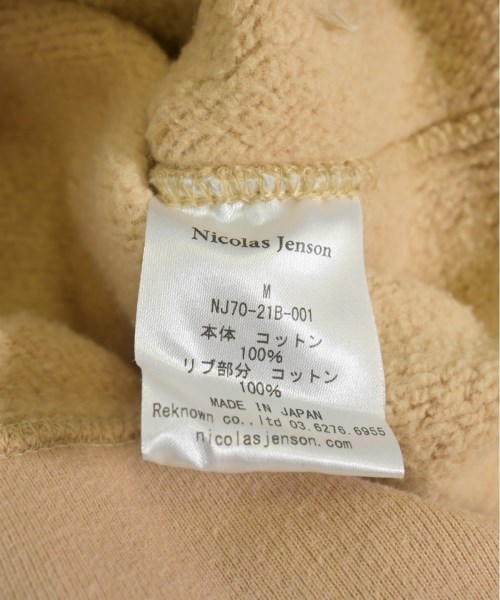 Nicolas Jenson
M
NJ70-21B-001
本体 コットン
100%
リブ部分 コットン
100%
MADE IN JAPAN
Reknown co.,ltd 03.6276.6955
nicolasjenson.com